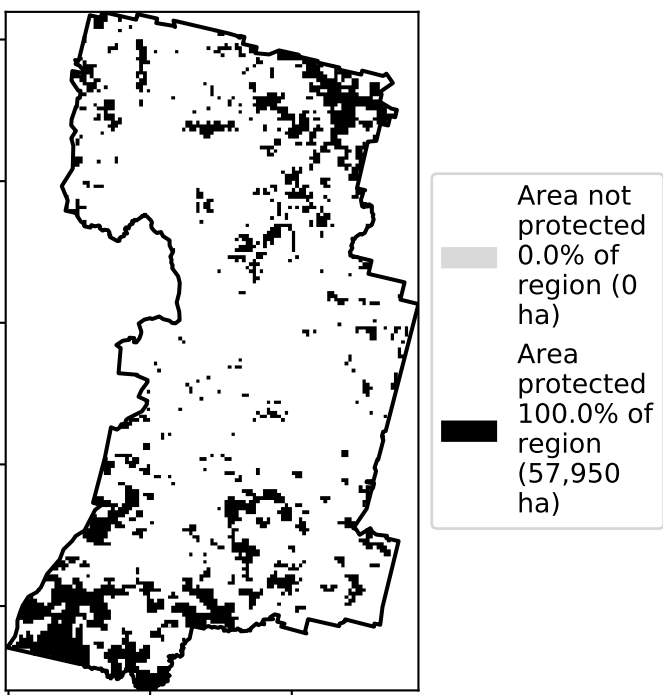 Area not
protected
0.0% of
region (0
ha)
Area
protected
100.0% of
region
(57,950
ha)